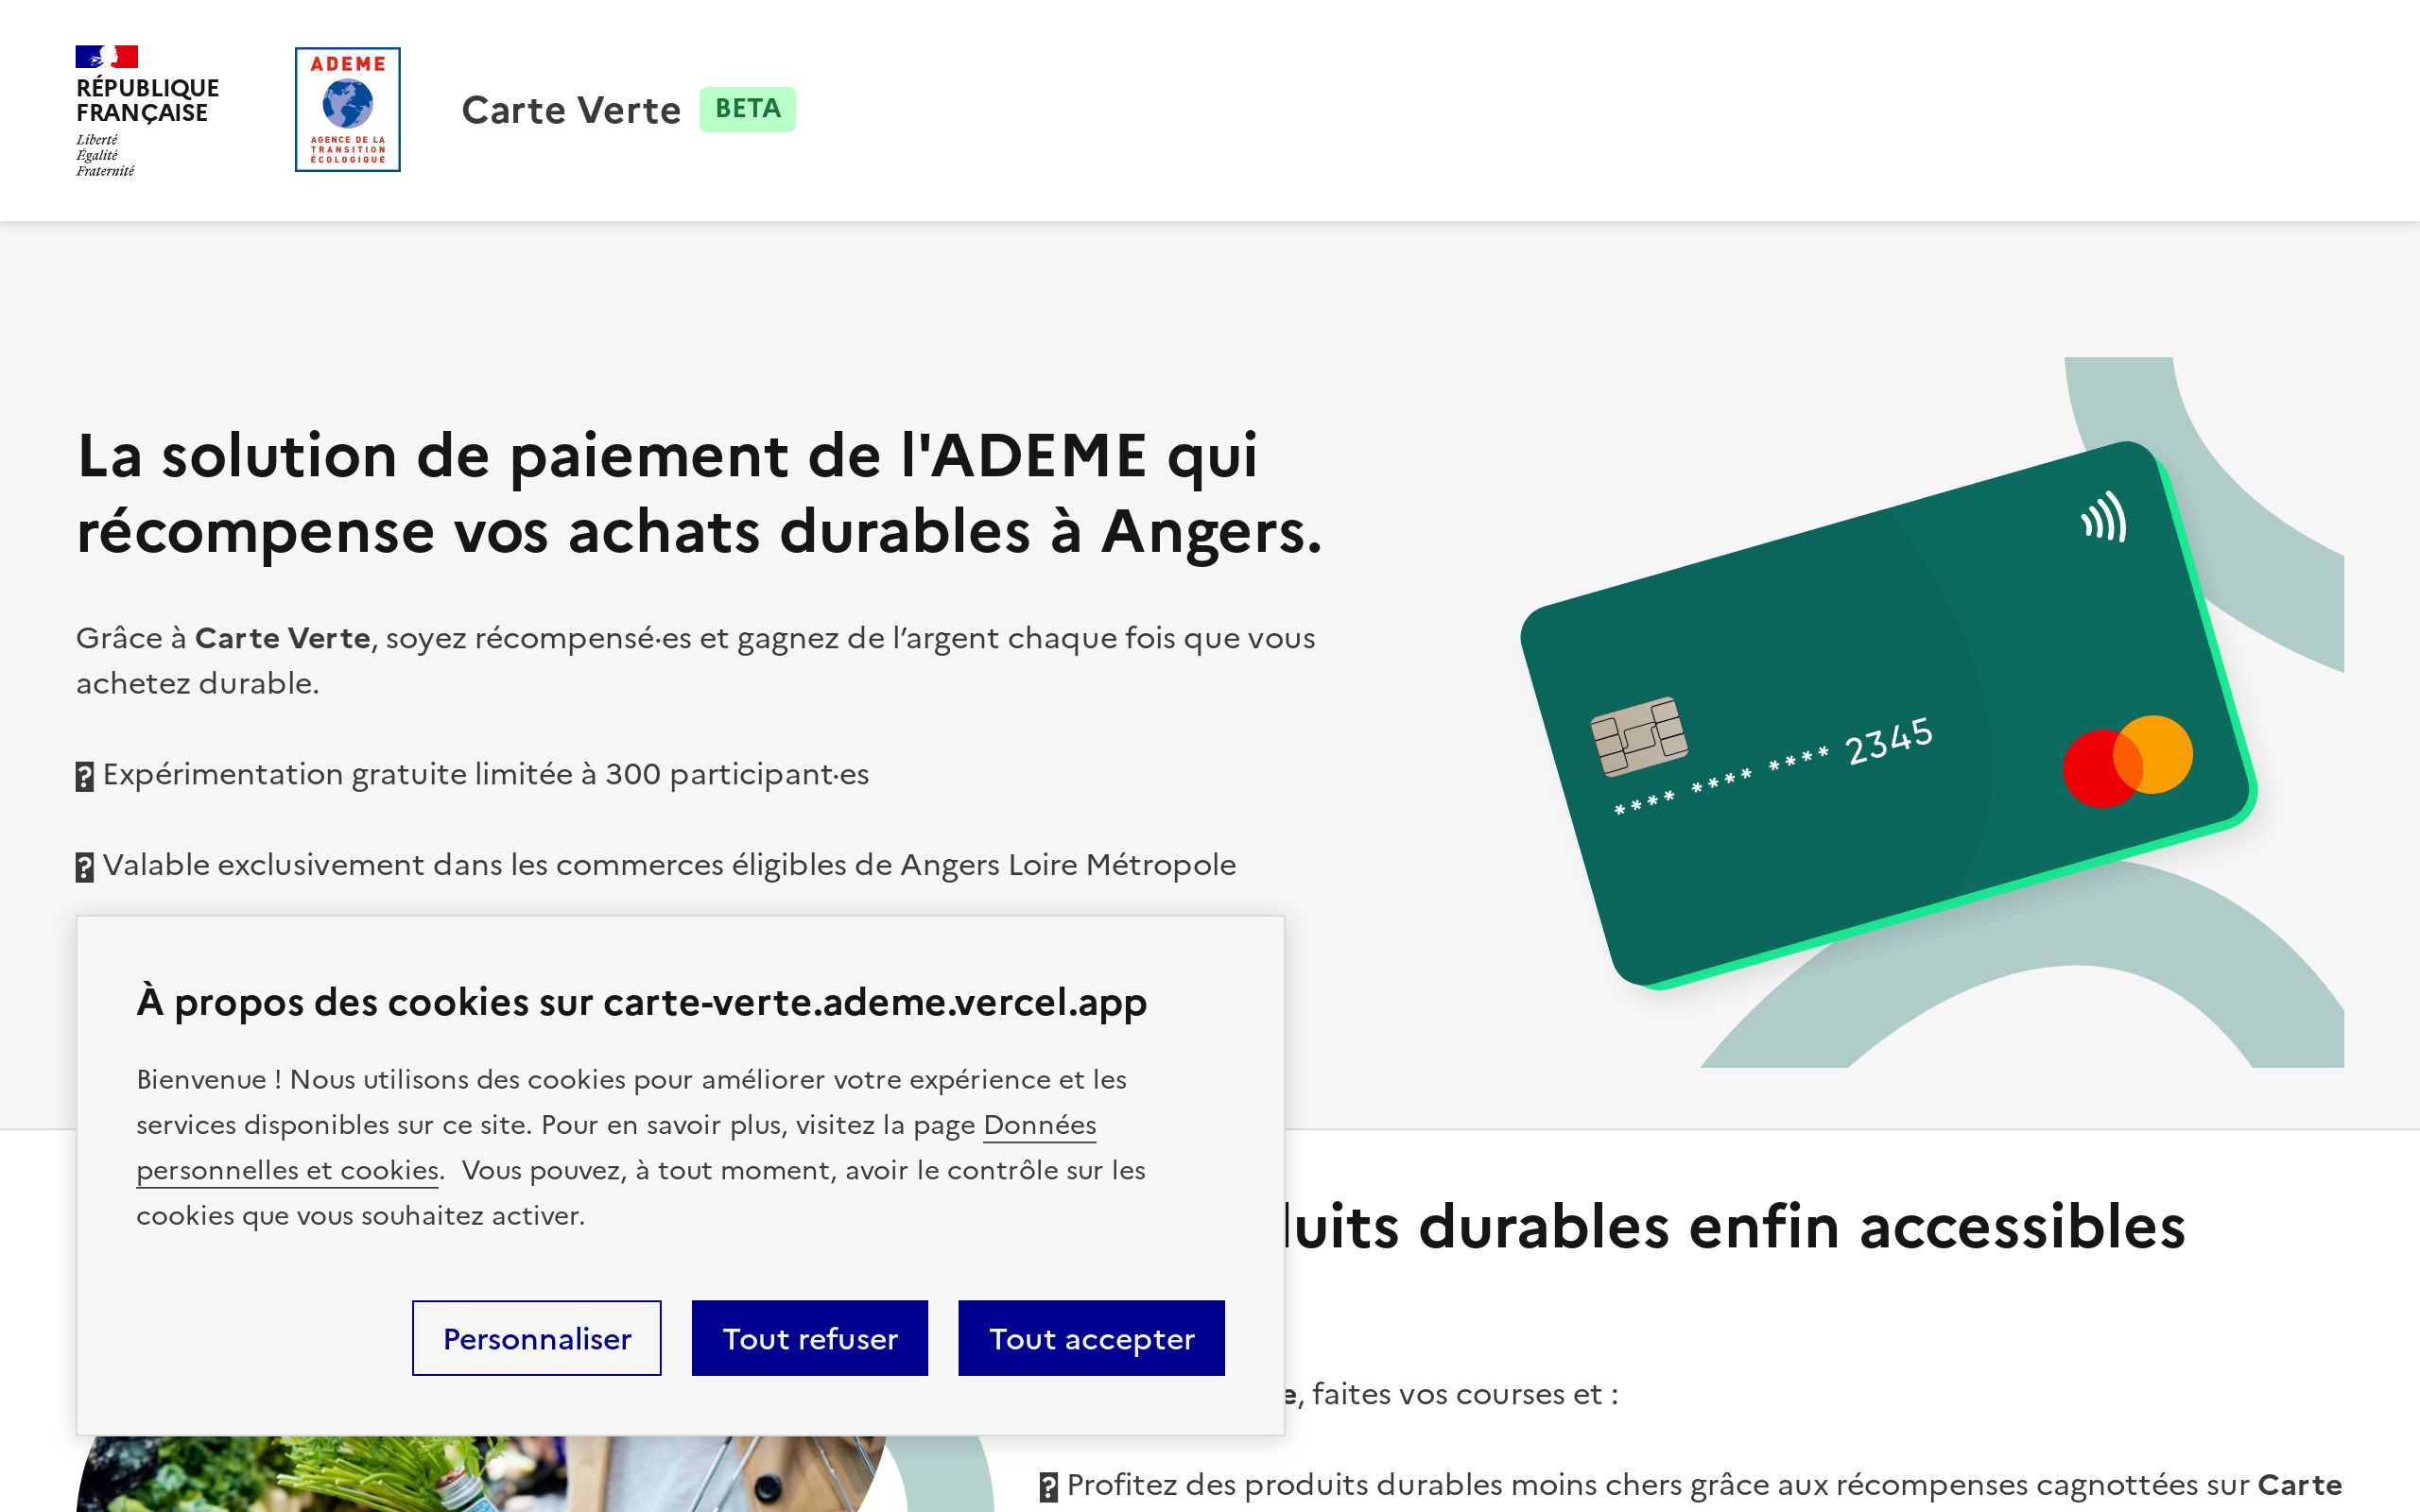 RÉPUBLIQUE
FRANÇAISE
Liberté
Égalité
Fraternité
ADEME
AGENCE DE LA
TRANSITION
ÉCOLOGIQUE
Carte Verte BETA
La solution de paiement de l'ADEME qui
récompense vos achats durables à Angers.
Grâce à Carte Verte, soyez récompensé·es et gagnez de l’argent chaque fois que vous
achetez durable.
Expérimentation gratuite limitée à 300 participant·es
Valable exclusivement dans les commerces éligibles de Angers Loire Métropole
**** **** **** 2345
À propos des cookies sur carte-verte.ademe.vercel.app
Bienvenue ! Nous utilisons des cookies pour améliorer votre expérience et les
services disponibles sur ce site. Pour en savoir plus, visitez la page Données
personnelles et cookies.  Vous pouvez, à tout moment, avoir le contrôle sur les
cookies que vous souhaitez activer.
Personnaliser
Tout refuser
Tout accepter
durables enfin accessibles
, faites vos courses et :
Profitez des produits durables moins chers grâce aux récompenses cagnottées sur Carte